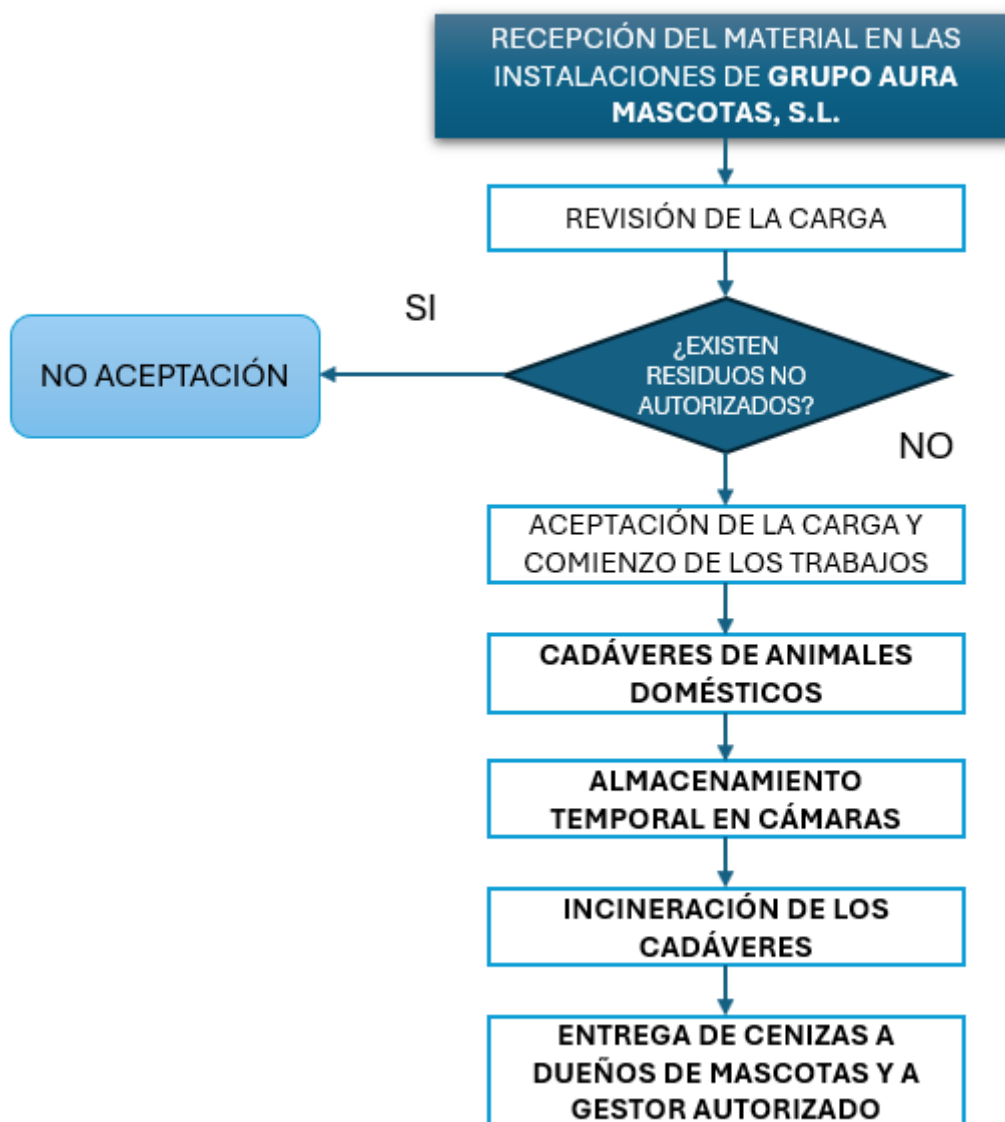 RECEPCIÓN DEL MATERIAL EN LAS
INSTALACIONES DE GRUPO AURA
MASCOTAS, S.L.
REVISIÓN DE LA CARGA
SI
¿EXISTEN
RESIDUOS NO
AUTORIZADOS?
NO ACEPTACIÓN
NO
ACEPTACIÓN DE LA CARGA Y
COMIENZO DE LOS TRABAJOS
CADÁVERES DE ANIMALES
DOMÉSTICOS
ALMACENAMIENTO
TEMPORAL EN CÁMARAS
INCINERACIÓN DE LOS
CADÁVERES
ENTREGA DE CENIZAS A
DUEÑOS DE MASCOTAS Y A
GESTOR AUTORIZADO